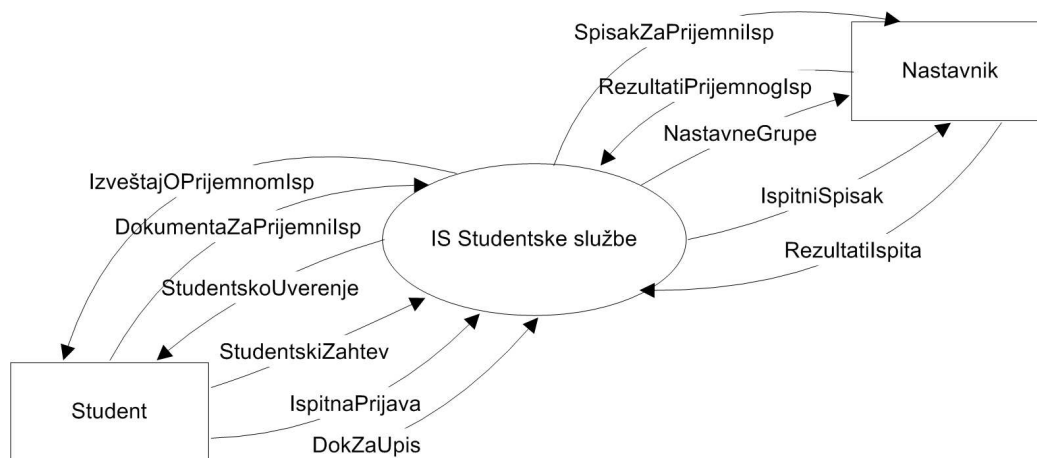 SpisakZaPrijemniIsp
Nastavnik
RezultatiPrijemnogIsp
NastavneGrupe
IzveštajOPrijemnomIsp
IspitniSpisak
DokumentaZaPrijemniIsp
IS Studentske službe
RezultatiIspita
StudentskoUverenje
StudentskiZahtev
IspitnaPrijava
Student
DokZaUpis